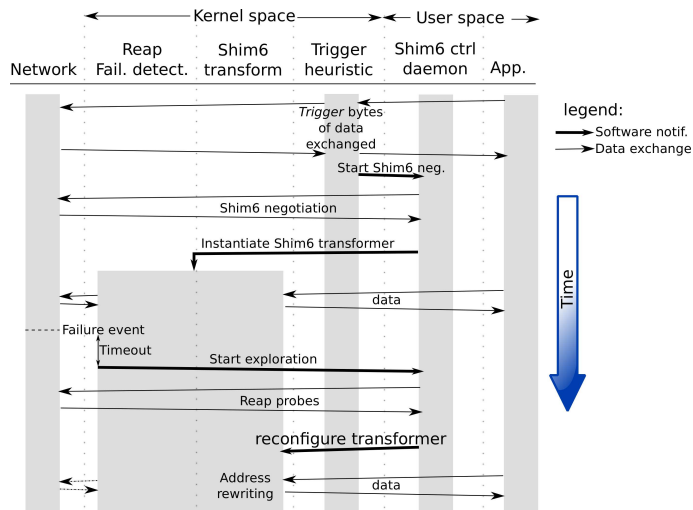 Kernel space
User space
Reap
Fail. detect.
Shim6
transform
Trigger
heuristic
Shim6 ctrl
daemon
Network
App.
legend:
Software notif.
Data exchange
Trigger bytes
of data
exchanged
Start Shim6 neg.
Shim6 negotiation
Instantiate Shim6 transformer
data
Failure event
Timeout
Start exploration
Reap probes
reconfigure transformer
Address
rewriting
data
Time